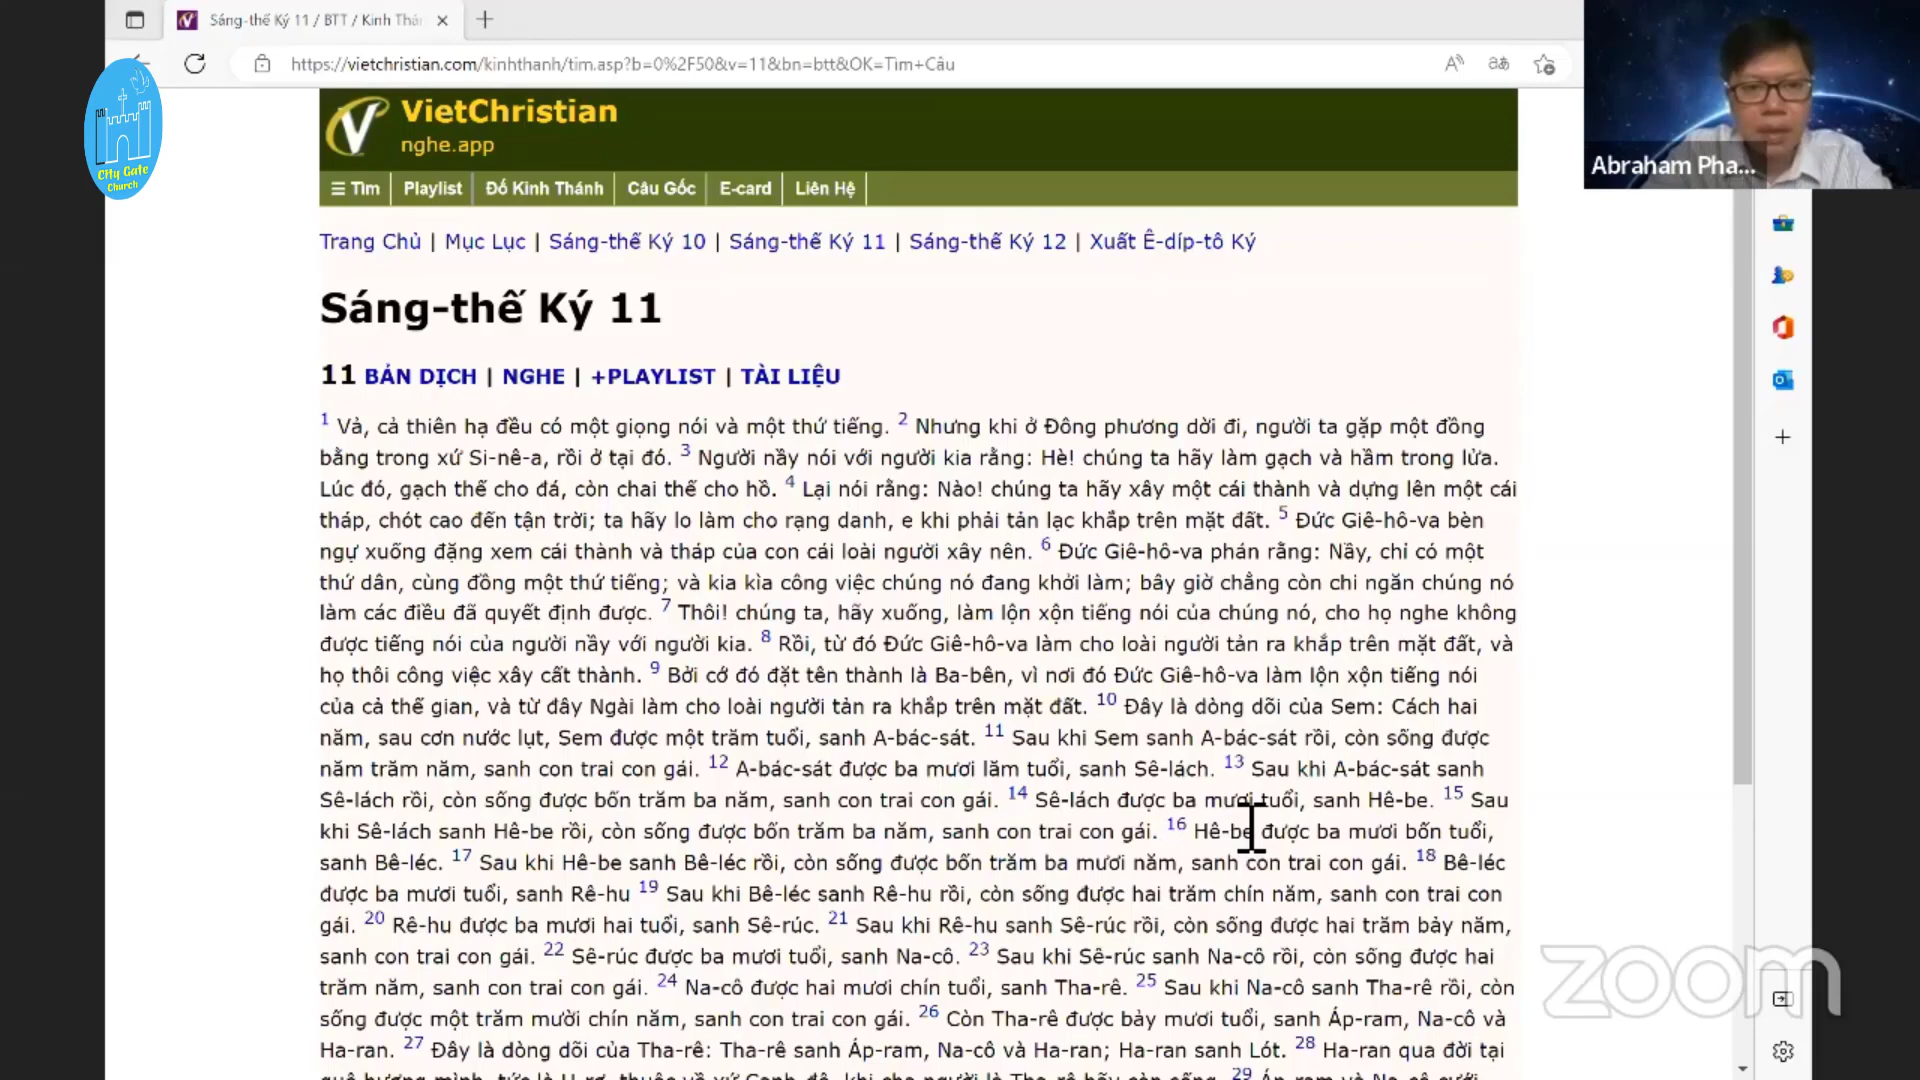 Sáng-thế Ký 11 / BTT / Kinh Thá
https://vietchristian.com/kinhthanh/tim.asp?b=0%2F50&v=11&bn=btt&OK=Tìm+Câu
City Gate
Church
Abraham Pha...
VietChristian
nghe.app
☰ Tìm | Playlist | Đố Kinh Thánh | Câu Gốc | E-card | Liên Hệ
Trang Chủ | Mục Lục | Sáng-thế Ký 10 | Sáng-thế Ký 11 | Sáng-thế Ký 12 | Xuất Ê-díp-tô Ký
Sáng-thế Ký 11
11 BẢN DỊCH | NGHE | +PLAYLIST | TÀI LIỆU
1 Vả, cả thiên hạ đều có một giọng nói và một thứ tiếng. 2 Nhưng khi ở Đông phương dời đi, người ta gặp một đồng
bằng trong xứ Si-nê-a, rồi ở tại đó. 3 Người nầy nói với người kia rằng: Hè! chúng ta hãy làm gạch và hầm trong lửa.
Lúc đó, gạch thế cho đá, còn chai thế cho hồ. 4 Lại nói rằng: Nào! chúng ta hãy xây một cái thành và dựng lên một cái
tháp, chót cao đến tận trời; ta hãy lo làm cho rạng danh, e khi phải tản lạc khắp trên mặt đất. 5 Đức Giê-hô-va bèn
ngự xuống đặng xem cái thành và tháp của con cái loài người xây nên. 6 Đức Giê-hô-va phán rằng: Nầy, chỉ có một
thứ dân, cùng đồng một thứ tiếng; và kia kìa công việc chúng nó đang khởi làm; bây giờ chẳng còn chi ngăn chúng nó
làm các điều đã quyết định được. 7 Thôi! chúng ta, hãy xuống, làm lộn xộn tiếng nói của chúng nó, cho họ nghe không
được tiếng nói của người nầy với người kia. 8 Rồi, từ đó Đức Giê-hô-va làm cho loài người tản ra khắp trên mặt đất, và
họ thôi công việc xây cất thành. 9 Bởi cớ đó đặt tên thành là Ba-bên, vì nơi đó Đức Giê-hô-va làm lộn xộn tiếng nói
của cả thế gian, và từ đây Ngài làm cho loài người tản ra khắp trên mặt đất. 10 Đây là dòng dõi của Sem: Cách hai
năm, sau cơn nước lụt, Sem được một trăm tuổi, sanh A-bác-sát. 11 Sau khi Sem sanh A-bác-sát rồi, còn sống được
năm trăm năm, sanh con trai con gái. 12 A-bác-sát được ba mươi lăm tuổi, sanh Sê-lách. 13 Sau khi A-bác-sát sanh
Sê-lách rồi, còn sống được bốn trăm ba năm, sanh con trai con gái. 14 Sê-lách được ba mươi tuổi, sanh Hê-be. 15 Sau
khi Sê-lách sanh Hê-be rồi, còn sống được bốn trăm ba năm, sanh con trai con gái. 16 Hê-be được ba mươi bốn tuổi,
sanh Bê-léc. 17 Sau khi Hê-be sanh Bê-léc rồi, còn sống được bốn trăm ba mươi năm, sanh con trai con gái. 18 Bê-léc
được ba mươi tuổi, sanh Rê-hu 19 Sau khi Bê-léc sanh Rê-hu rồi, còn sống được hai trăm chín năm, sanh con trai con
gái. 20 Rê-hu được ba mươi hai tuổi, sanh Sê-rúc. 21 Sau khi Rê-hu sanh Sê-rúc rồi, còn sống được hai trăm bảy năm,
sanh con trai con gái. 22 Sê-rúc được ba mươi tuổi, sanh Na-cô. 23 Sau khi Sê-rúc sanh Na-cô rồi, còn sống được hai
trăm năm, sanh con trai con gái. 24 Na-cô được hai mươi chín tuổi, sanh Tha-rê. 25 Sau khi Na-cô sanh Tha-rê rồi, còn
sống được một trăm mười chín năm, sanh con trai con gái. 26 Còn Tha-rê được bảy mươi tuổi, sanh Áp-ram, Na-cô và
Ha-ran. 27 Đây là dòng dõi của Tha-rê: Tha-rê sanh Áp-ram, Na-cô và Ha-ran; Ha-ran sanh Lót. 28 Ha-ran qua đời tại
quê hương mình, tức là U-rơ, thuộc về xứ Canh-đê, khi cha người là Tha-rê hãy còn sống. 29 Áp-ram và Na-cô cưới
zoom